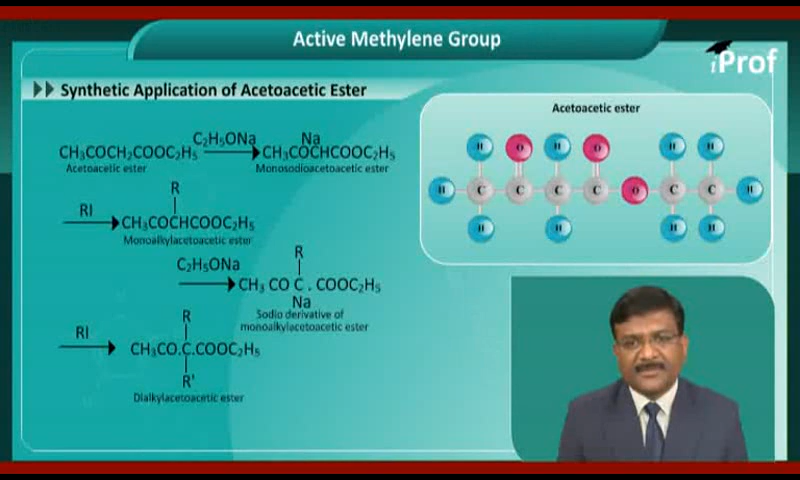 Active Methylene Group
iProf
Synthetic Application of Acetoacetic Ester
C₂H₅ONa
Na
CH₃COCH₂COOC₂H₅
CH₃COCHCOOC₂H₅
Acetoacetic ester
Monosodioacetoacetic ester
R
RI
CH₃COCHCOOC₂H₅
Monoalkylacetoacetic ester
R
C₂H₅ONa
CH₃ CO C . COOC₂H₅
Na
Sodio derivative of
monoalkylacetoacetic ester
R
RI
CH₃CO.C.COOC₂H₅
R'
Dialkylacetoacetic ester
Acetoacetic ester
H O H O H H
H C C C C O C C H
H H H H